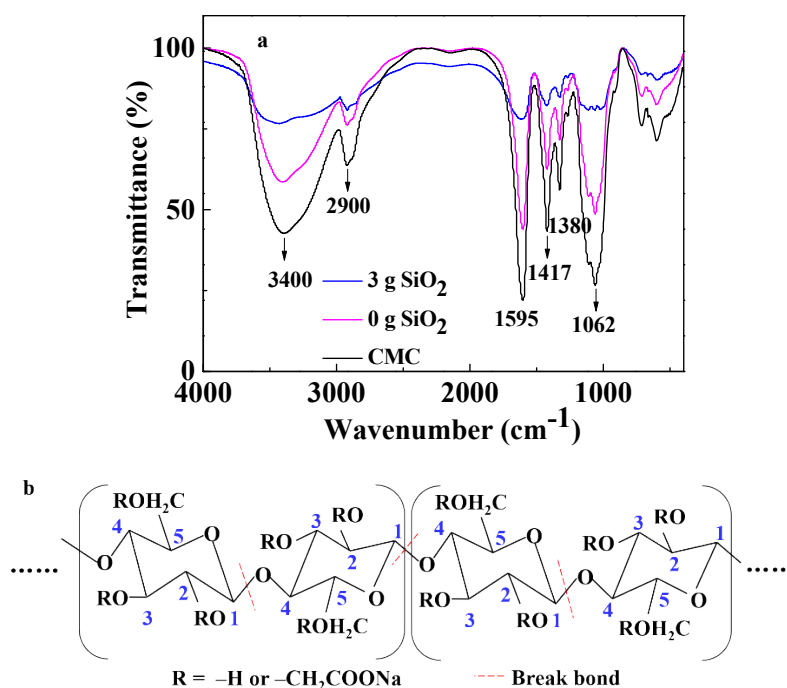 a
100
50
0
Transmittance (%)
2900
3400
1380
1417
1595
1062
3 g SiO₂
0 g SiO₂
CMC
4000 3000 2000 1000
Wavenumber (cm⁻¹)
b
ROH₂C RO ROH₂C RO
4 5 O RO 3 2 1 4 5 O RO 3 2 1
...... O O O O .....
RO 3 2 RO 1 4 5 O RO 3 2 RO 1 4 5 O
ROH₂C ROH₂C
R = –H or –CH₂COONa Break bond